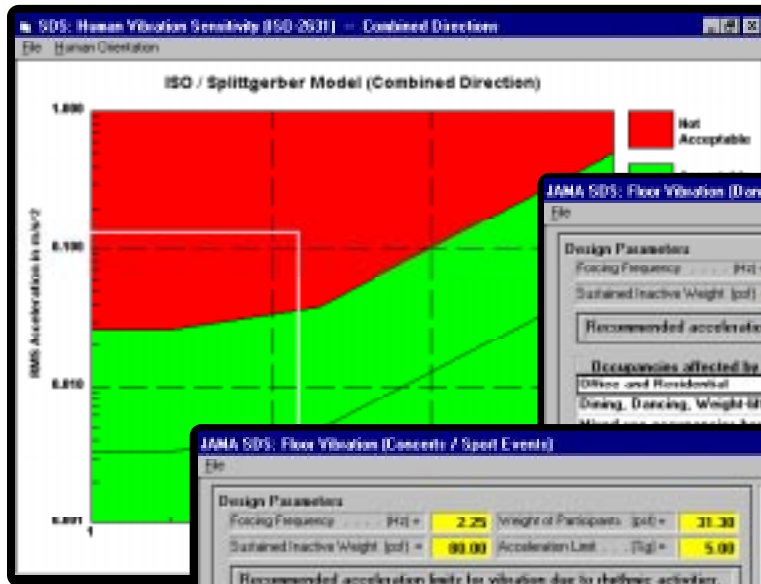 SDS: Human Vibration Sensitivity (ISO-2631) -- Combined Directions
File Human Orientation
ISO / Splittgerber Model (Combined Direction)
1.000
0.100
0.010
0.001
1
RMS Acceleration in m/s^2
Not
Acceptable
JAMA SDS: Floor Vibration (Dan
File
Design Parameters
Forcing Frequency . . . . (Hz) =
Sustained Inactive Weight (psf)
Recommended acceleratio
Occupancies affected by
Office and Residential
Dining, Dancing, Weight-lift
JAMA SDS: Floor Vibration (Concerts / Sport Events)
File
Design Parameters
Forcing Frequency . . . . (Hz) = 2.25 Weight of Participants (psf) = 31.30
Sustained Inactive Weight (psf) = 80.00 Acceleration Limit . . . (%g) = 5.00
Recommended acceleration limits for vibration due to rhythmic activities.